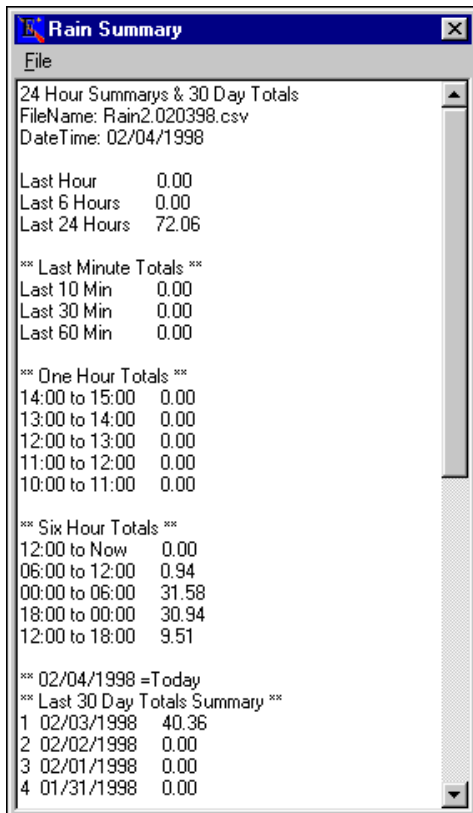 Rain Summary
File
24 Hour Summarys & 30 Day Totals
FileName: Rain2.020398.csv
DateTime: 02/04/1998
Last Hour 0.00
Last 6 Hours 0.00
Last 24 Hours 72.06
** Last Minute Totals **
Last 10 Min 0.00
Last 30 Min 0.00
Last 60 Min 0.00
** One Hour Totals **
14:00 to 15:00 0.00
13:00 to 14:00 0.00
12:00 to 13:00 0.00
11:00 to 12:00 0.00
10:00 to 11:00 0.00
** Six Hour Totals **
12:00 to Now 0.00
06:00 to 12:00 0.94
00:00 to 06:00 31.58
18:00 to 00:00 30.94
12:00 to 18:00 9.51
** 02/04/1998 =Today
** Last 30 Day Totals Summary **
1 02/03/1998 40.36
2 02/02/1998 0.00
3 02/01/1998 0.00
4 01/31/1998 0.00